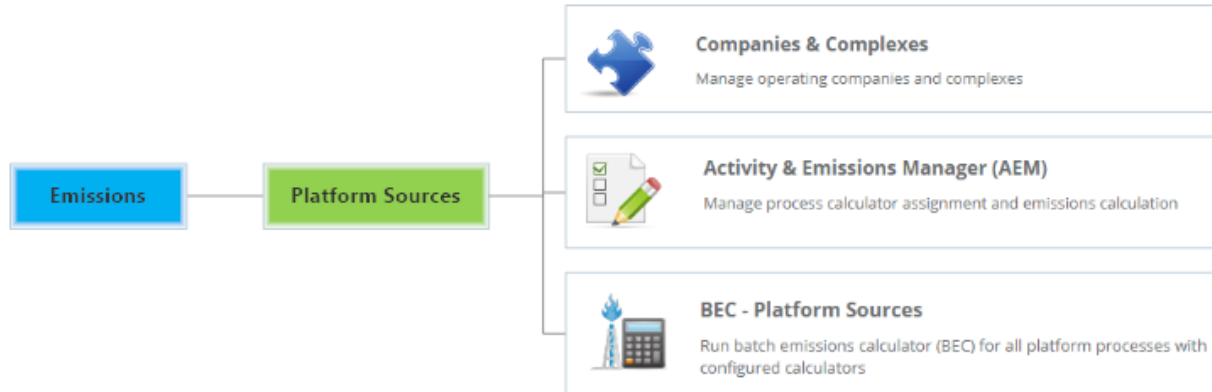 Emissions
Platform Sources
Companies & Complexes
Manage operating companies and complexes
Activity & Emissions Manager (AEM)
Manage process calculator assignment and emissions calculation
BEC - Platform Sources
Run batch emissions calculator (BEC) for all platform processes with
configured calculators